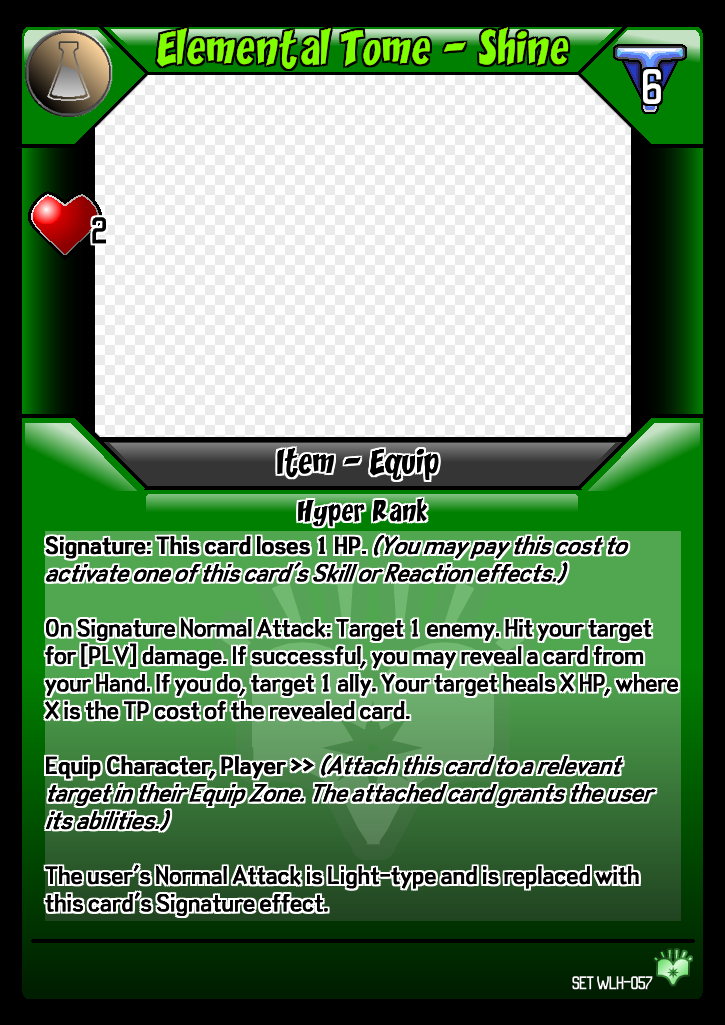 Elemental Tome - Shine
6
2
Item - Equip
Hyper Rank
Signature: This card loses 1 HP. (You may pay this cost to
activate one of this card's Skill or Reaction effects.)
On Signature Normal Attack: Target 1 enemy. Hit your target
for [PLV] damage. If successful, you may reveal a card from
your Hand. If you do, target 1 ally. Your target heals X HP, where
X is the TP cost of the revealed card.
Equip Character, Player >> (Attach this card to a relevant
target in their Equip Zone. The attached card grants the user
its abilities.)
The user's Normal Attack is Light-type and is replaced with
this card's Signature effect.
SET WLH-057